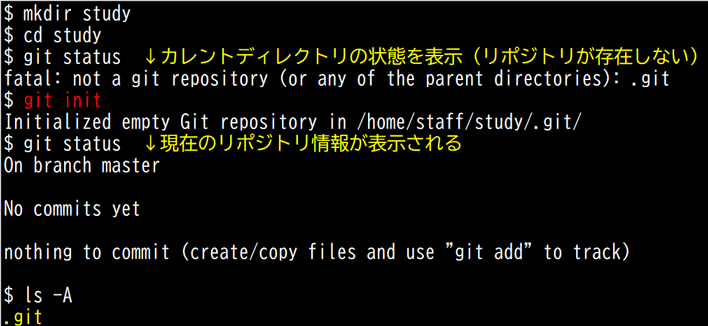 $ mkdir study
$ cd study
$ git status ↓カレントディレクトリの状態を表示（リポジトリが存在しない）
fatal: not a git repository (or any of the parent directories): .git
$ git init
Initialized empty Git repository in /home/staff/study/.git/
$ git status ↓現在のリポジトリ情報が表示される
On branch master
No commits yet
nothing to commit (create/copy files and use ”git add” to track)
$ ls -A
.git